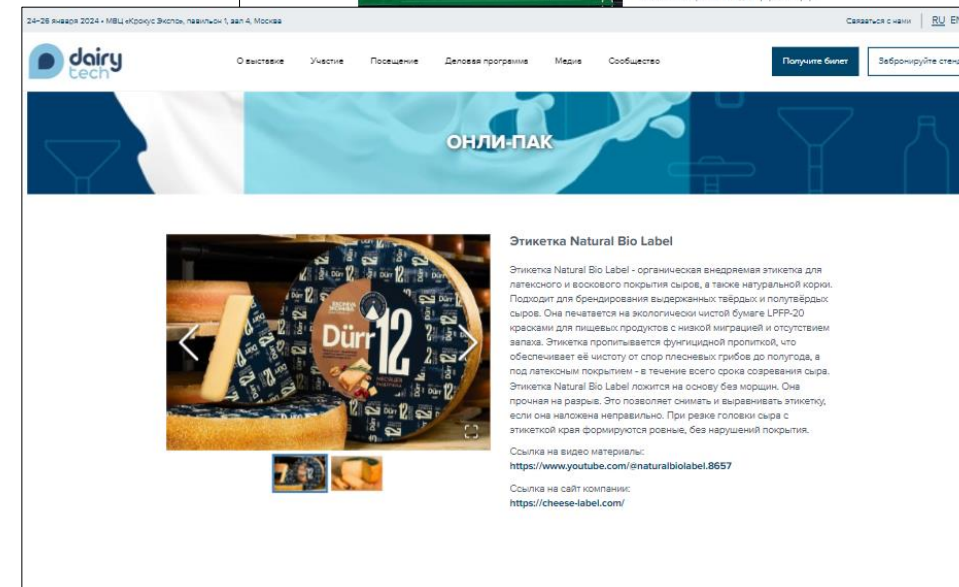 24-26 января 2024 • МВЦ «Крокус Экспо», павильон 1, зал 4, Москва
Связаться с нами
RU EN
dairy
tech
О выставке
Участие
Посещение
Деловая программа
Медиа
Сообщество
Получите билет
Забронируйте стенд
ОНЛИ-ПАК
Dürr
12
Этикетка Natural Bio Label
Этикетка Natural Bio Label - органическая внедряемая этикетка для
латексного и воскового покрытия сыров, а также натуральной корки.
Подходит для брендирования выдержанных твёрдых и полутвёрдых
сыров. Она печатается на экологически чистой бумаге LPFP-20
красками для пищевых продуктов с низкой миграцией и отсутствием
запаха. Этикетка пропитывается фунгицидной пропиткой, что
обеспечивает её чистоту от спор плесневых грибов до полугода, а
под латексным покрытием - в течение всего срока созревания сыра.
Этикетка Natural Bio Label ложится на основу без морщин. Она
прочная на разрыв. Это позволяет снимать и выравнивать этикетку,
если она наложена неправильно. При резке головки сыра с
этикеткой края формируются ровные, без нарушений покрытия.
Ссылка на видео материалы:
https://www.youtube.com/@naturalbiolabel.8657
Ссылка на сайт компании:
https://cheese-label.com/